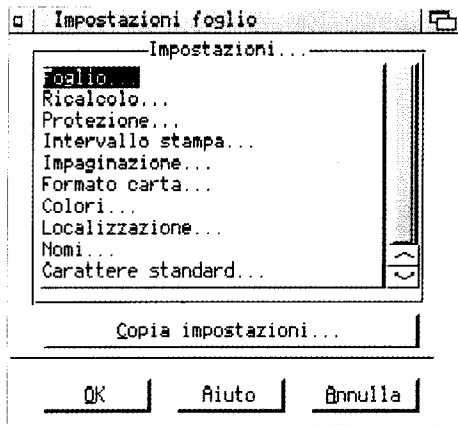 Impostazioni foglio
Impostazioni...
Foglio...
Ricalcolo...
Protezione...
Intervallo stampa...
Impaginazione...
Formato carta...
Colori...
Localizzazione...
Nomi...
Carattere standard...
Copia impostazioni...
OK Aiuto Annulla